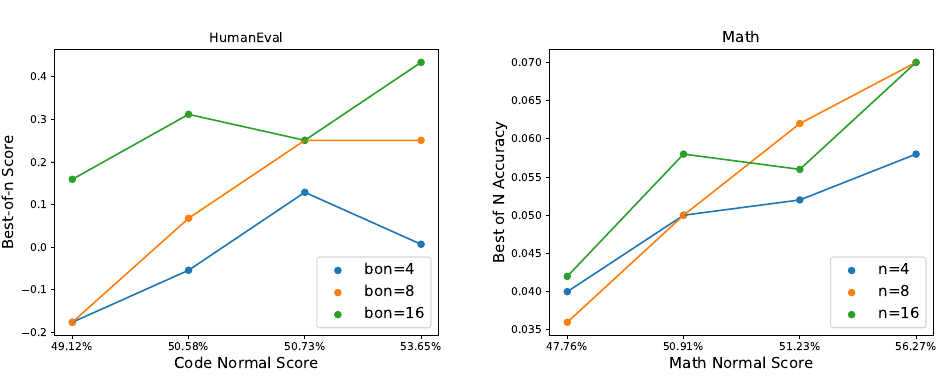 HumanEval
Best-of-n Score
0.4
0.3
0.2
0.1
0.0
−0.1
−0.2
49.12%
50.58%
50.73%
53.65%
Code Normal Score
bon=4
bon=8
bon=16
Math
Best of N Accuracy
0.070
0.065
0.060
0.055
0.050
0.045
0.040
0.035
47.76%
50.91%
51.23%
56.27%
Math Normal Score
n=4
n=8
n=16